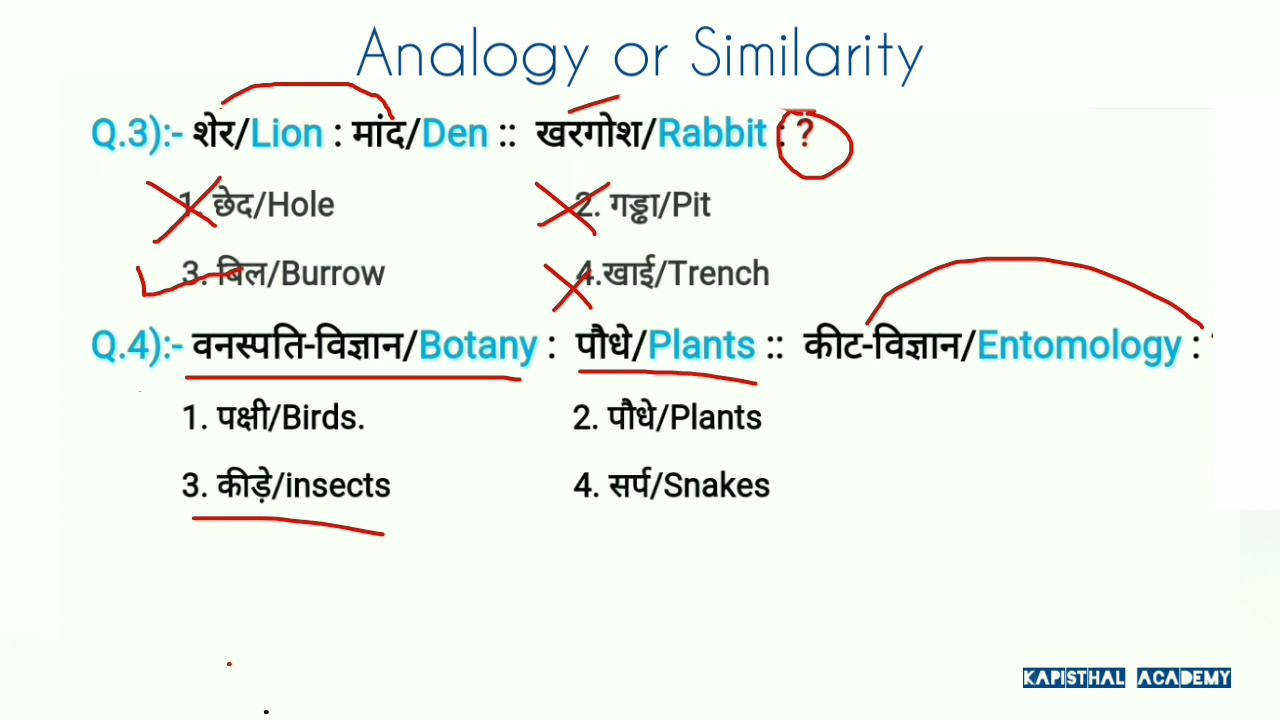 Analogy or Similarity
Q.3):- शेर/Lion : मांद/Den :: खरगोश/Rabbit : ?
1. छेद/Hole 2. गड्ढा/Pit
3. बिल/Burrow 4.खाई/Trench
Q.4):- वनस्पति-विज्ञान/Botany : पौधे/Plants :: कीट-विज्ञान/Entomology :
1. पक्षी/Birds. 2. पौधे/Plants
3. कीड़े/insects 4. सर्प/Snakes
KAPISTHAL ACADEMY